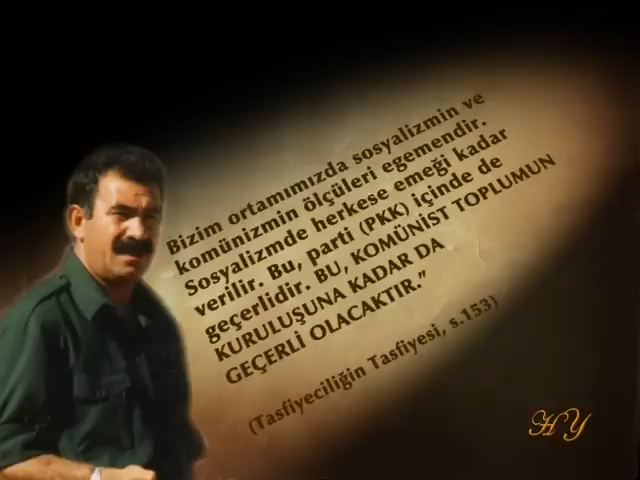 Bizim ortamımızda sosyalizmin ve
komünizmin ölçüleri egemendir.
Sosyalizmde herkese emeği kadar
verilir. Bu, parti (PKK) içinde de
geçerlidir. BU, KOMÜNİST TOPLUMUN
KURULUŞUNA KADAR DA
GEÇERLİ OLACAKTIR.”
(Tasfiyeciliğin Tasfiyesi, s.153)
HY